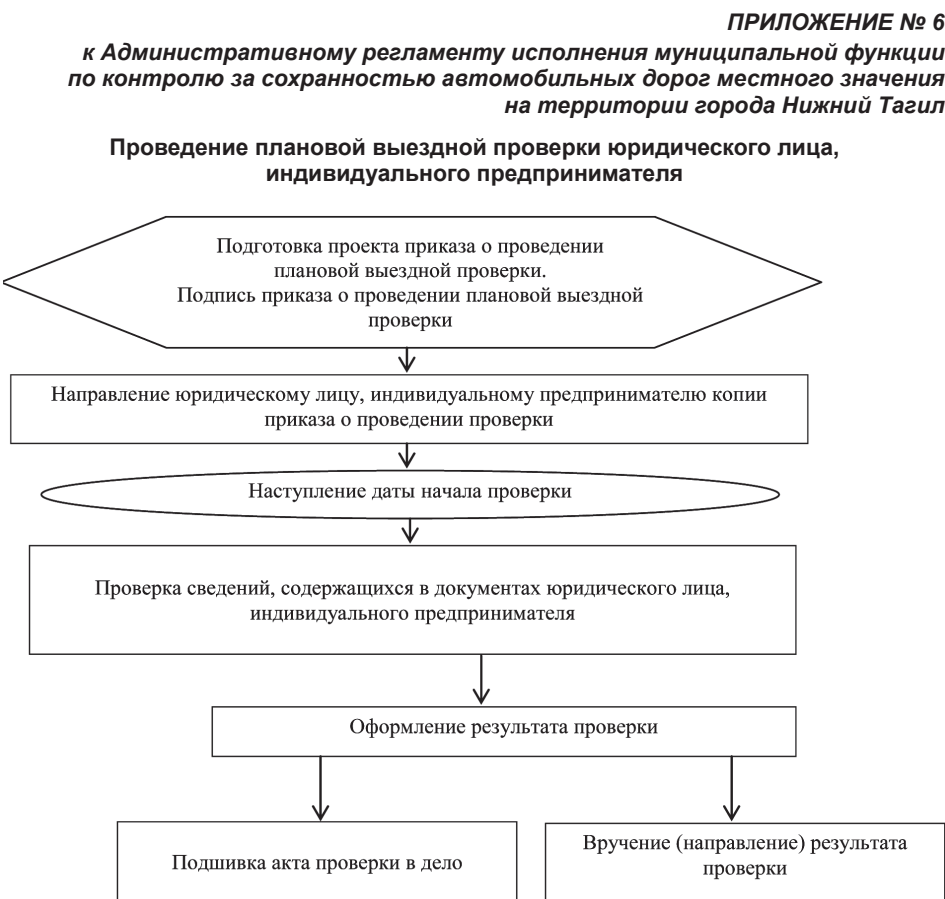 ПРИЛОЖЕНИЕ № 6
к Административному регламенту исполнения муниципальной функции
по контролю за сохранностью автомобильных дорог местного значения
на территории города Нижний Тагил
Проведение плановой выездной проверки юридического лица,
индивидуального предпринимателя
Подготовка проекта приказа о проведении
плановой выездной проверки.
Подпись приказа о проведении плановой выездной
проверки
Направление юридическому лицу, индивидуальному предпринимателю копии
приказа о проведении проверки
Наступление даты начала проверки
Проверка сведений, содержащихся в документах юридического лица,
индивидуального предпринимателя
Оформление результата проверки
Подшивка акта проверки в дело
Вручение (направление) результата
проверки